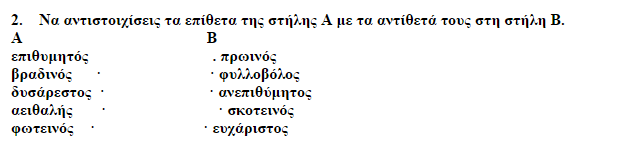 2. Να αντιστοιχίσεις τα επίθετα της στήλης Α με τα αντίθετά τους στη στήλη Β.
Α Β
επιθυμητός . πρωινός
βραδινός · · φυλλοβόλος
δυσάρεστος · · ανεπιθύμητος
αειθαλής · · σκοτεινός
φωτεινός · · ευχάριστος